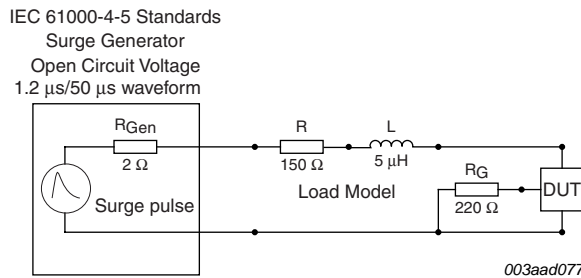 IEC 61000-4-5 Standards
Surge Generator
Open Circuit Voltage
1.2 μs/50 μs waveform
RGen
2 Ω
Surge pulse
R
150 Ω
L
5 μH
Load Model
RG
220 Ω
DUT
003aad077